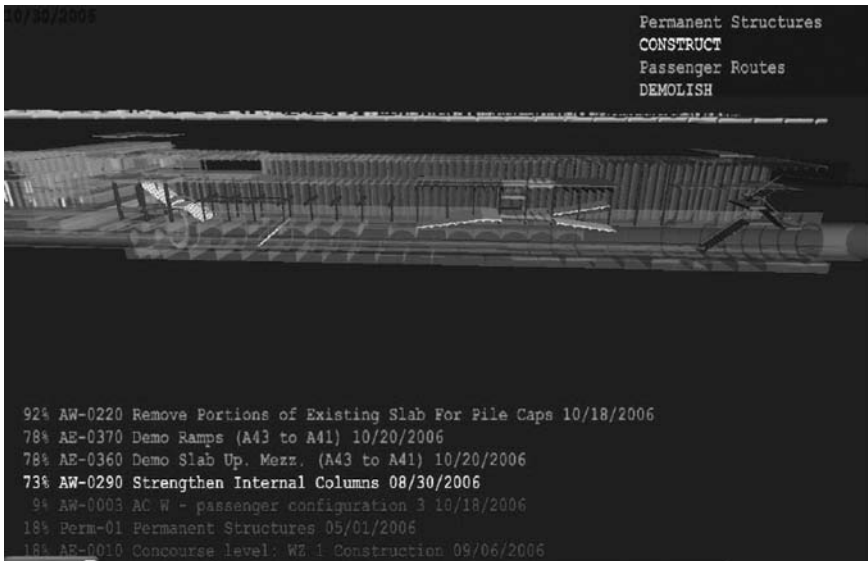 10/30/2006
Permanent Structures
CONSTRUCT
Passenger Routes
DEMOLISH
92% AW-0220 Remove Portions of Existing Slab For Pile Caps 10/18/2006
78% AE-0370 Demo Ramps (A43 to A41) 10/20/2006
78% AE-0360 Demo Slab Up. Mezz. (A43 to A41) 10/20/2006
73% AW-0290 Strengthen Internal Columns 08/30/2006
9% AW-0003 AC W - passenger configuration 3 10/18/2006
18% Perm-01 Permanent Structures 05/01/2006
18% AE-0010 Concourse level: WZ 1 Construction 09/06/2006